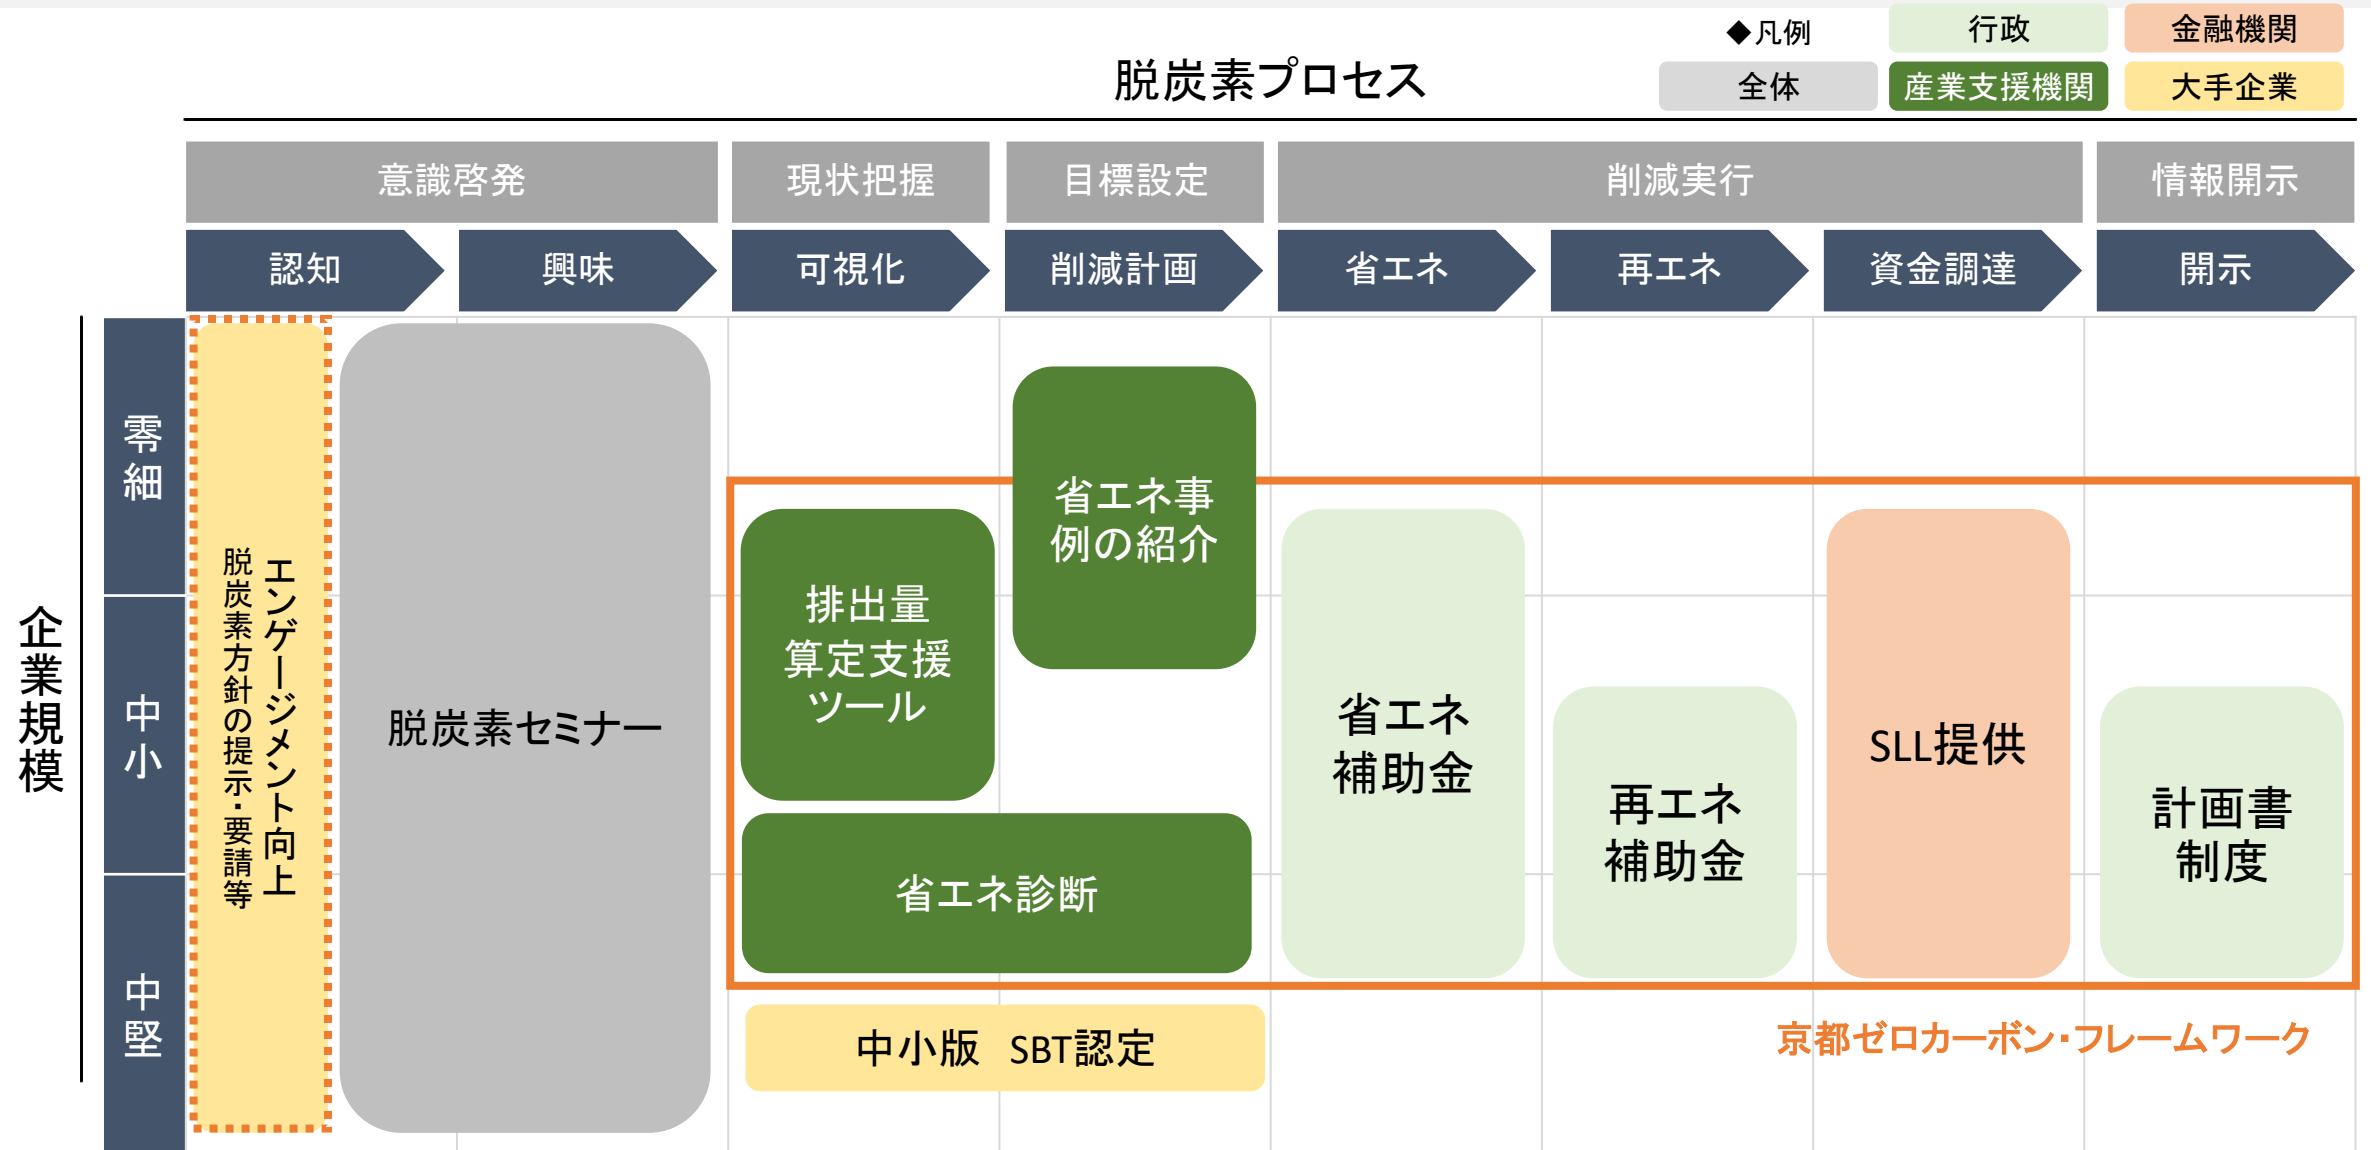 ◆凡例
行政
金融機関
全体
産業支援機関
大手企業
脱炭素プロセス
意識啓発
現状把握
目標設定
削減実行
情報開示
認知
興味
可視化
削減計画
省エネ
再エネ
資金調達
開示
企業規模
零細
中小
中堅
エンゲージメント向上
脱炭素方針の提示・要請等
脱炭素セミナー
排出量
算定支援
ツール
省エネ事
例の紹介
省エネ診断
中小版　SBT認定
省エネ
補助金
再エネ
補助金
SLL提供
計画書
制度
京都ゼロカーボン・フレームワーク